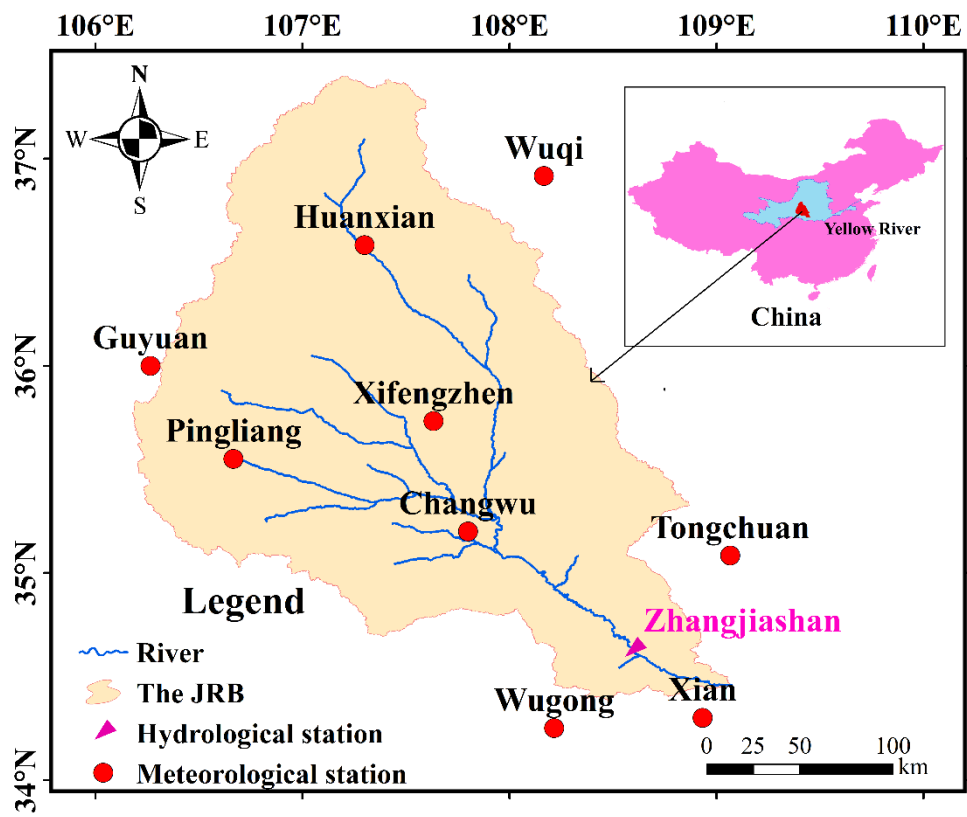 106°E 107°E 108°E 109°E 110°E
37°N
36°N
35°N
34°N
N
W E
S
Wuqi
Huanxian
Yellow River
China
Guyuan
Xifengzhen
Pingliang
Changwu
Tongchuan
Legend
Zhangjiashan
River
The JRB
Xian
Wugong
Hydrological station
Meteorological station
0 25 50 100
km